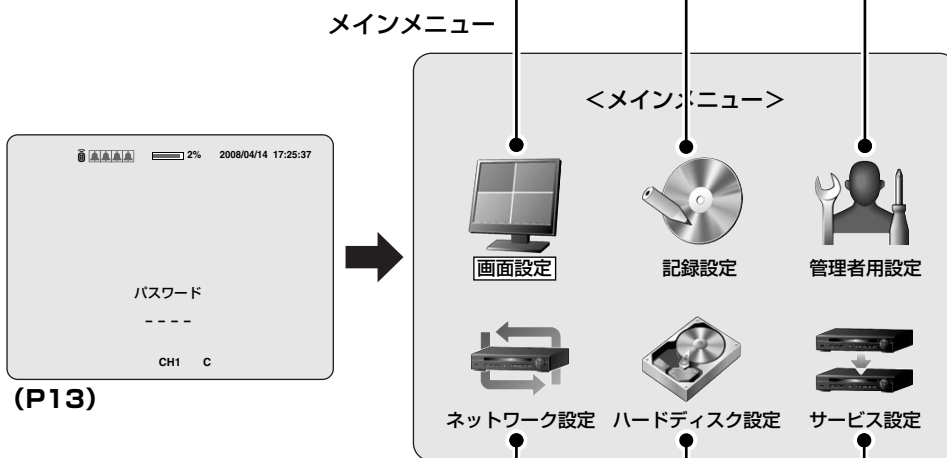 メインメニュー
<メインメニュー>
2% 2008/04/14 17:25:37
パスワード
----
CH1 C
(P13)
画面設定 記録設定 管理者用設定
ネットワーク設定 ハードディスク設定 サービス設定